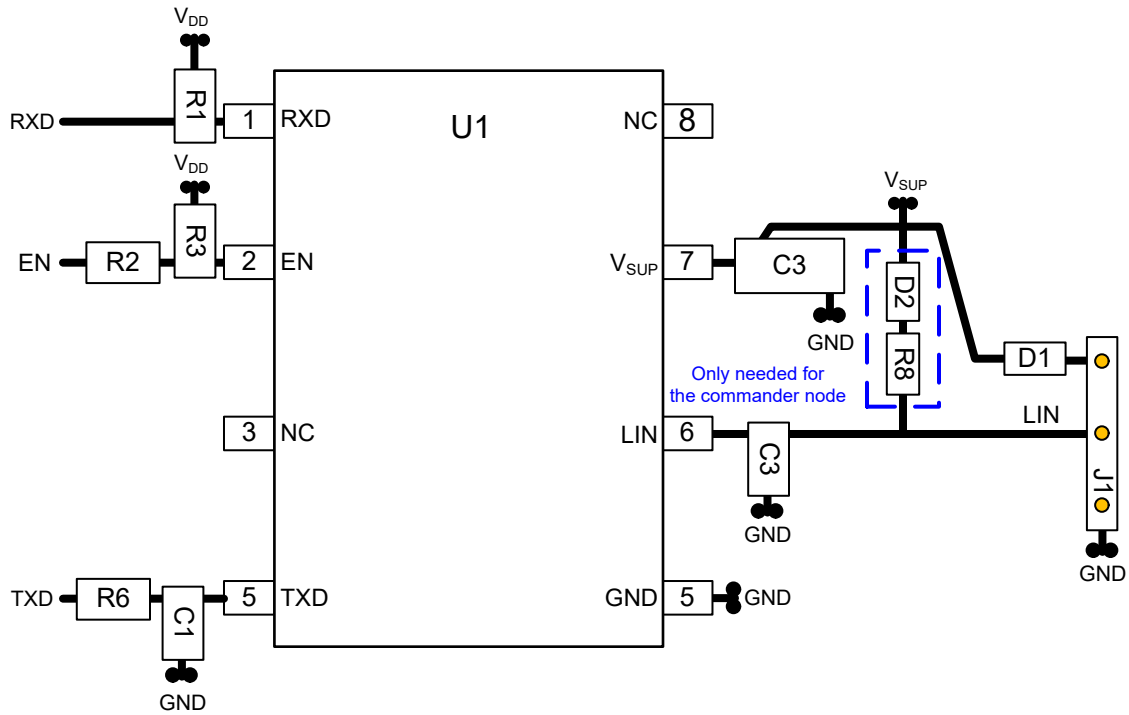 VDD
R1
RXD
1
RXD
U1
NC
8
VDD
R3
EN
R2
2
EN
VSUP
7
C3
GND
VSUP
D2
R8
D1
Only needed for
the commander node
3
NC
LIN
6
C3
GND
LIN
J1
GND
TXD
R6
C1
GND
5
TXD
GND
5
GND